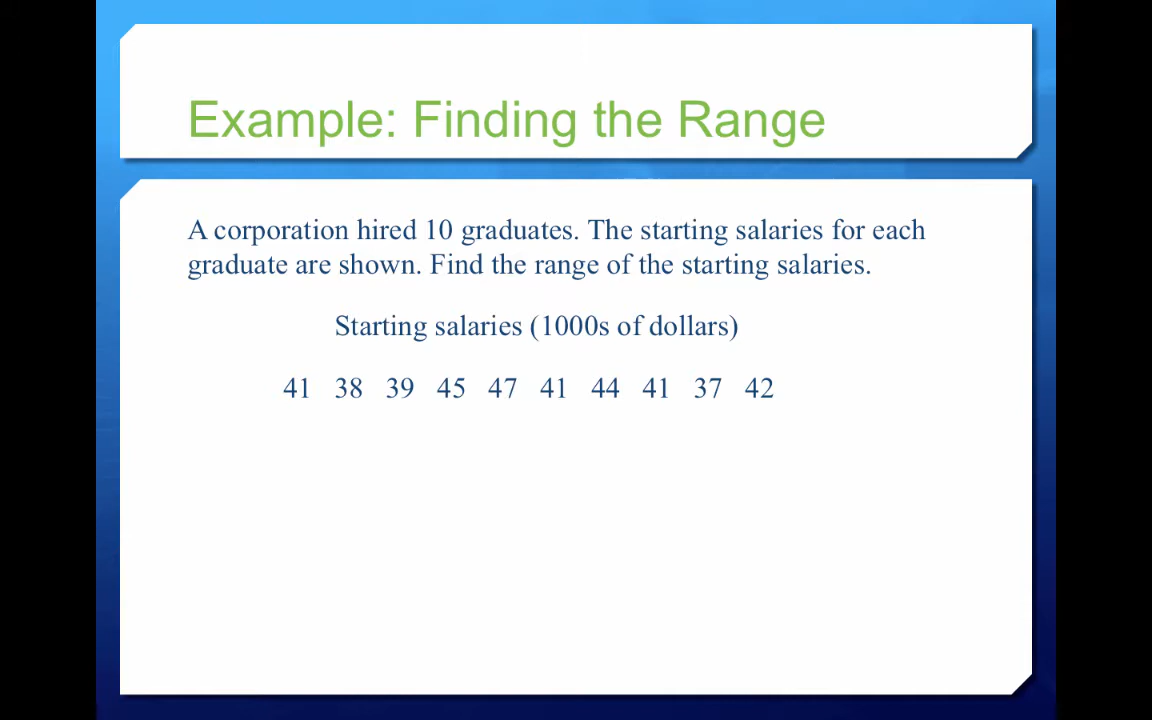 Example: Finding the Range
A corporation hired 10 graduates. The starting salaries for each
graduate are shown. Find the range of the starting salaries.
Starting salaries (1000s of dollars)
41 38 39 45 47 41 44 41 37 42